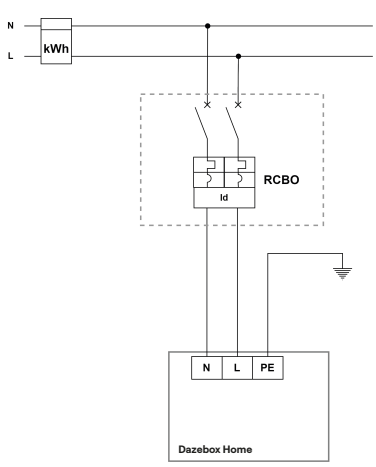 N
L
kWh
RCBO
Id
N L PE
Dazebox Home